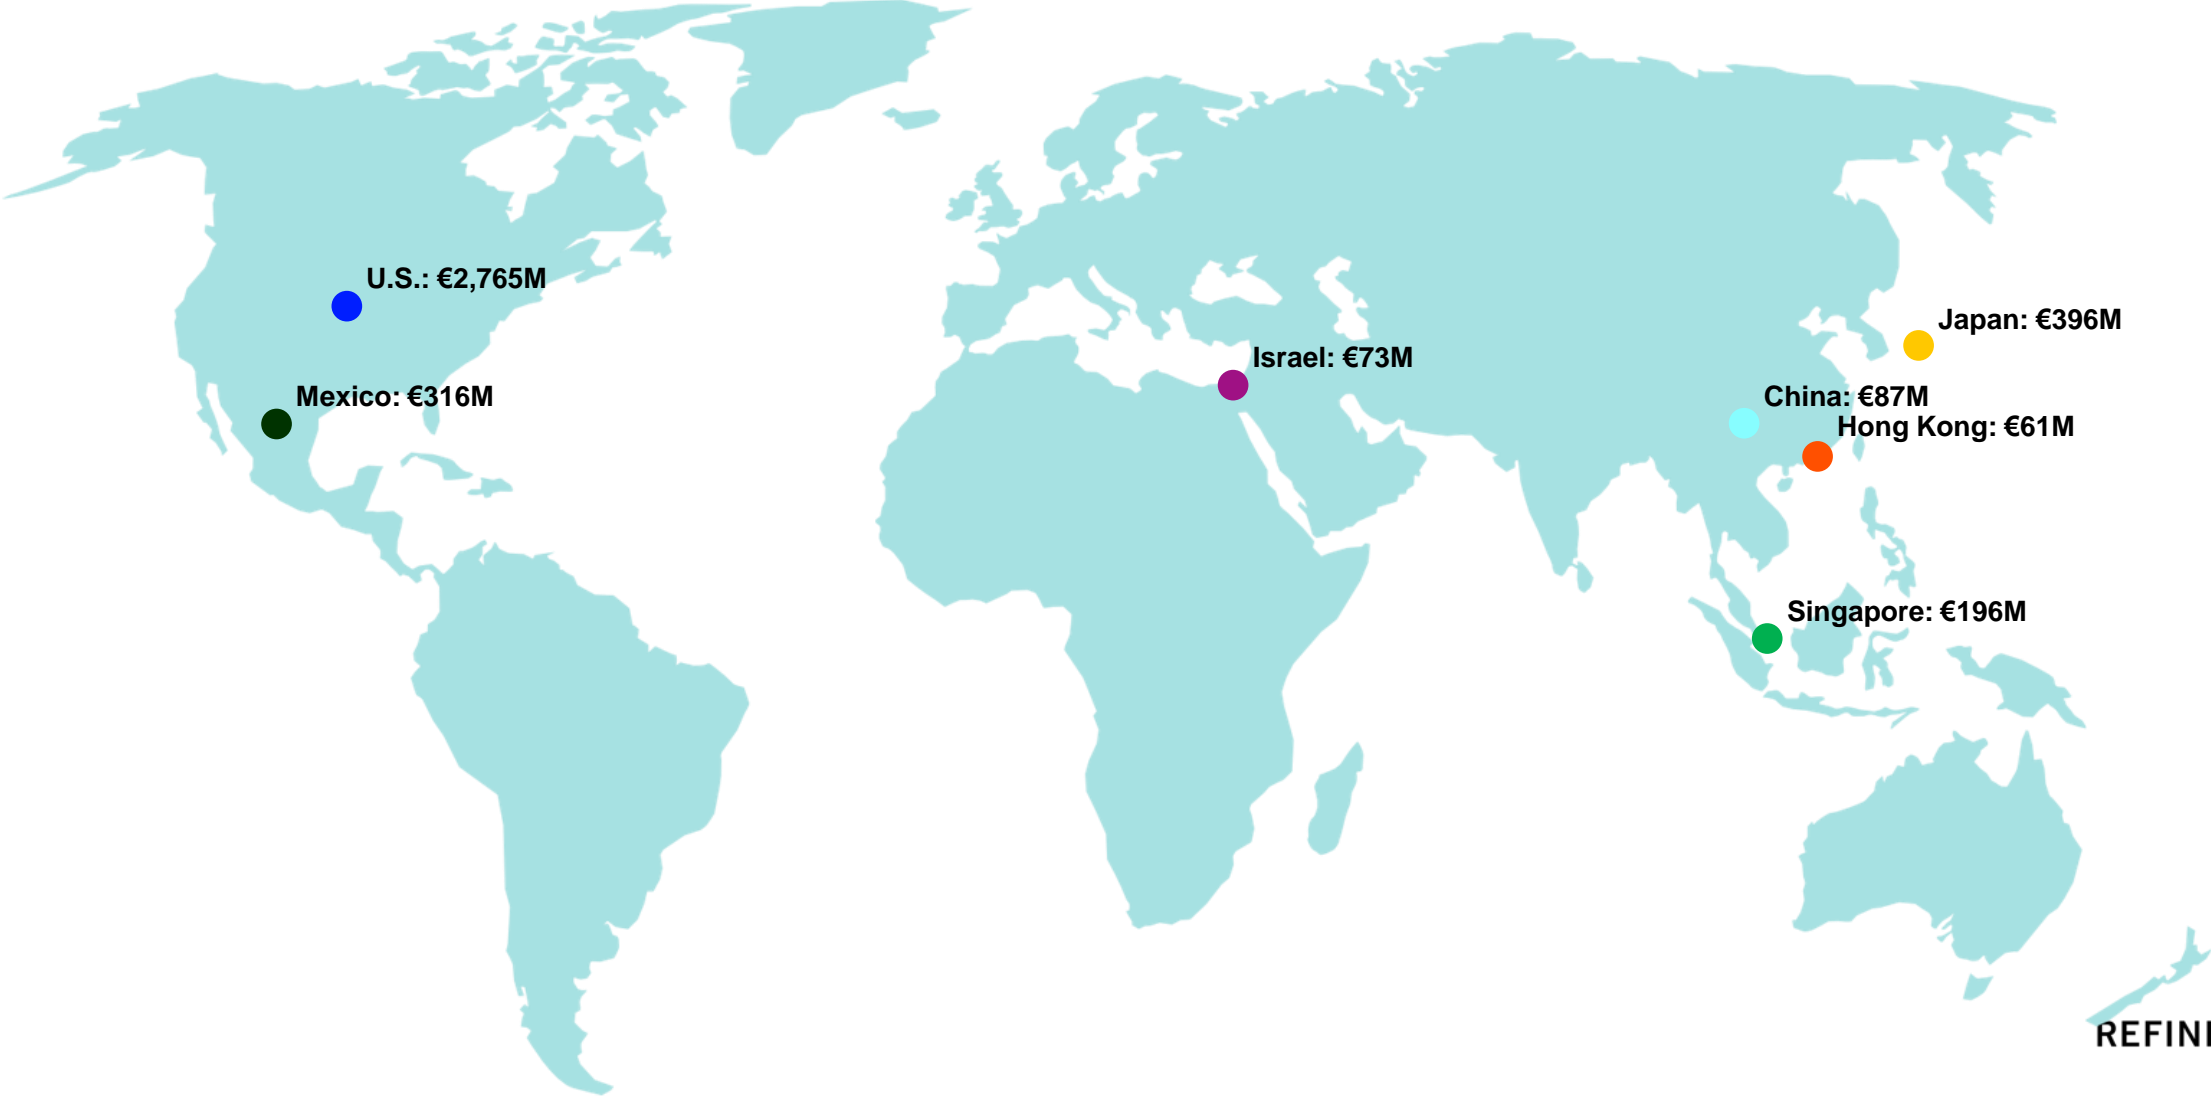 U.S.: €2,765M
Japan: €396M
Israel: €73M
Mexico: €316M
China: €87M
Hong Kong: €61M
Singapore: €196M